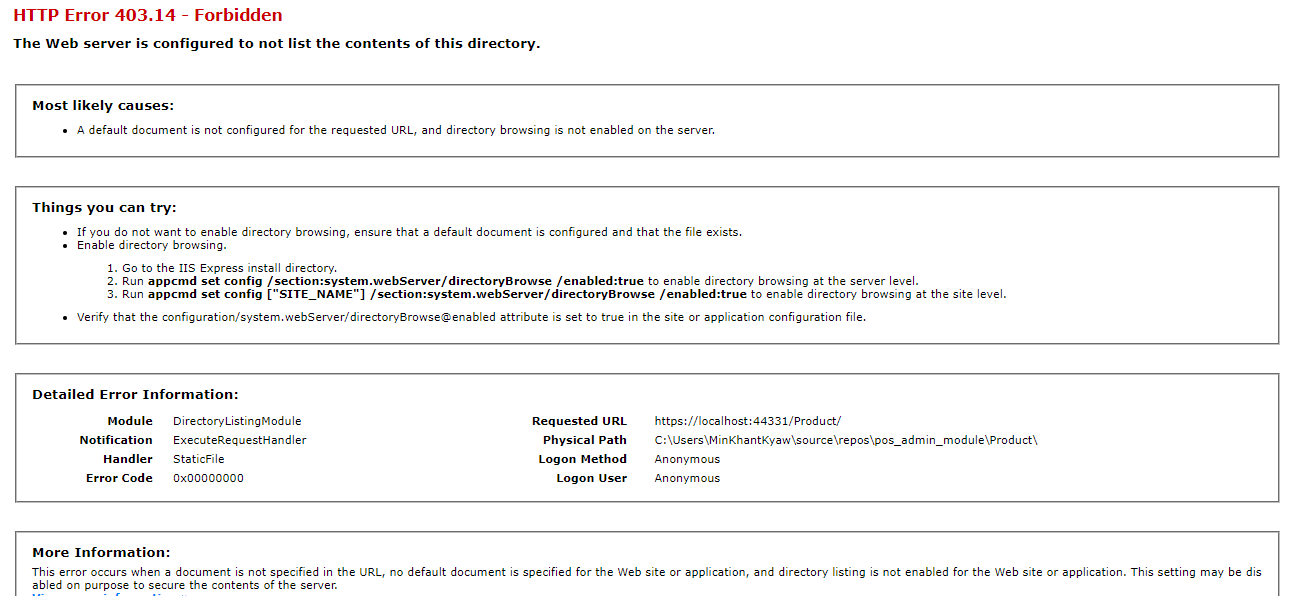 HTTP Error 403.14 - Forbidden
The Web server is configured to not list the contents of this directory.
Most likely causes:
• A default document is not configured for the requested URL, and directory browsing is not enabled on the server.
Things you can try:
• If you do not want to enable directory browsing, ensure that a default document is configured and that the file exists.
• Enable directory browsing.
1. Go to the IIS Express install directory.
2. Run appcmd set config /section:system.webServer/directoryBrowse /enabled:true to enable directory browsing at the server level.
3. Run appcmd set config ["SITE_NAME"] /section:system.webServer/directoryBrowse /enabled:true to enable directory browsing at the site level.
• Verify that the configuration/system.webServer/directoryBrowse@enabled attribute is set to true in the site or application configuration file.
Detailed Error Information:
Module DirectoryListingModule
Notification ExecuteRequestHandler
Handler StaticFile
Error Code 0x00000000
Requested URL https://localhost:44331/Product/
Physical Path C:\Users\MinKhantKyaw\source\repos\pos_admin_module\Product\
Logon Method Anonymous
Logon User Anonymous
More Information:
This error occurs when a document is not specified in the URL, no default document is specified for the Web site or application, and directory listing is not enabled for the Web site or application. This setting may be dis
abled on purpose to secure the contents of the server.